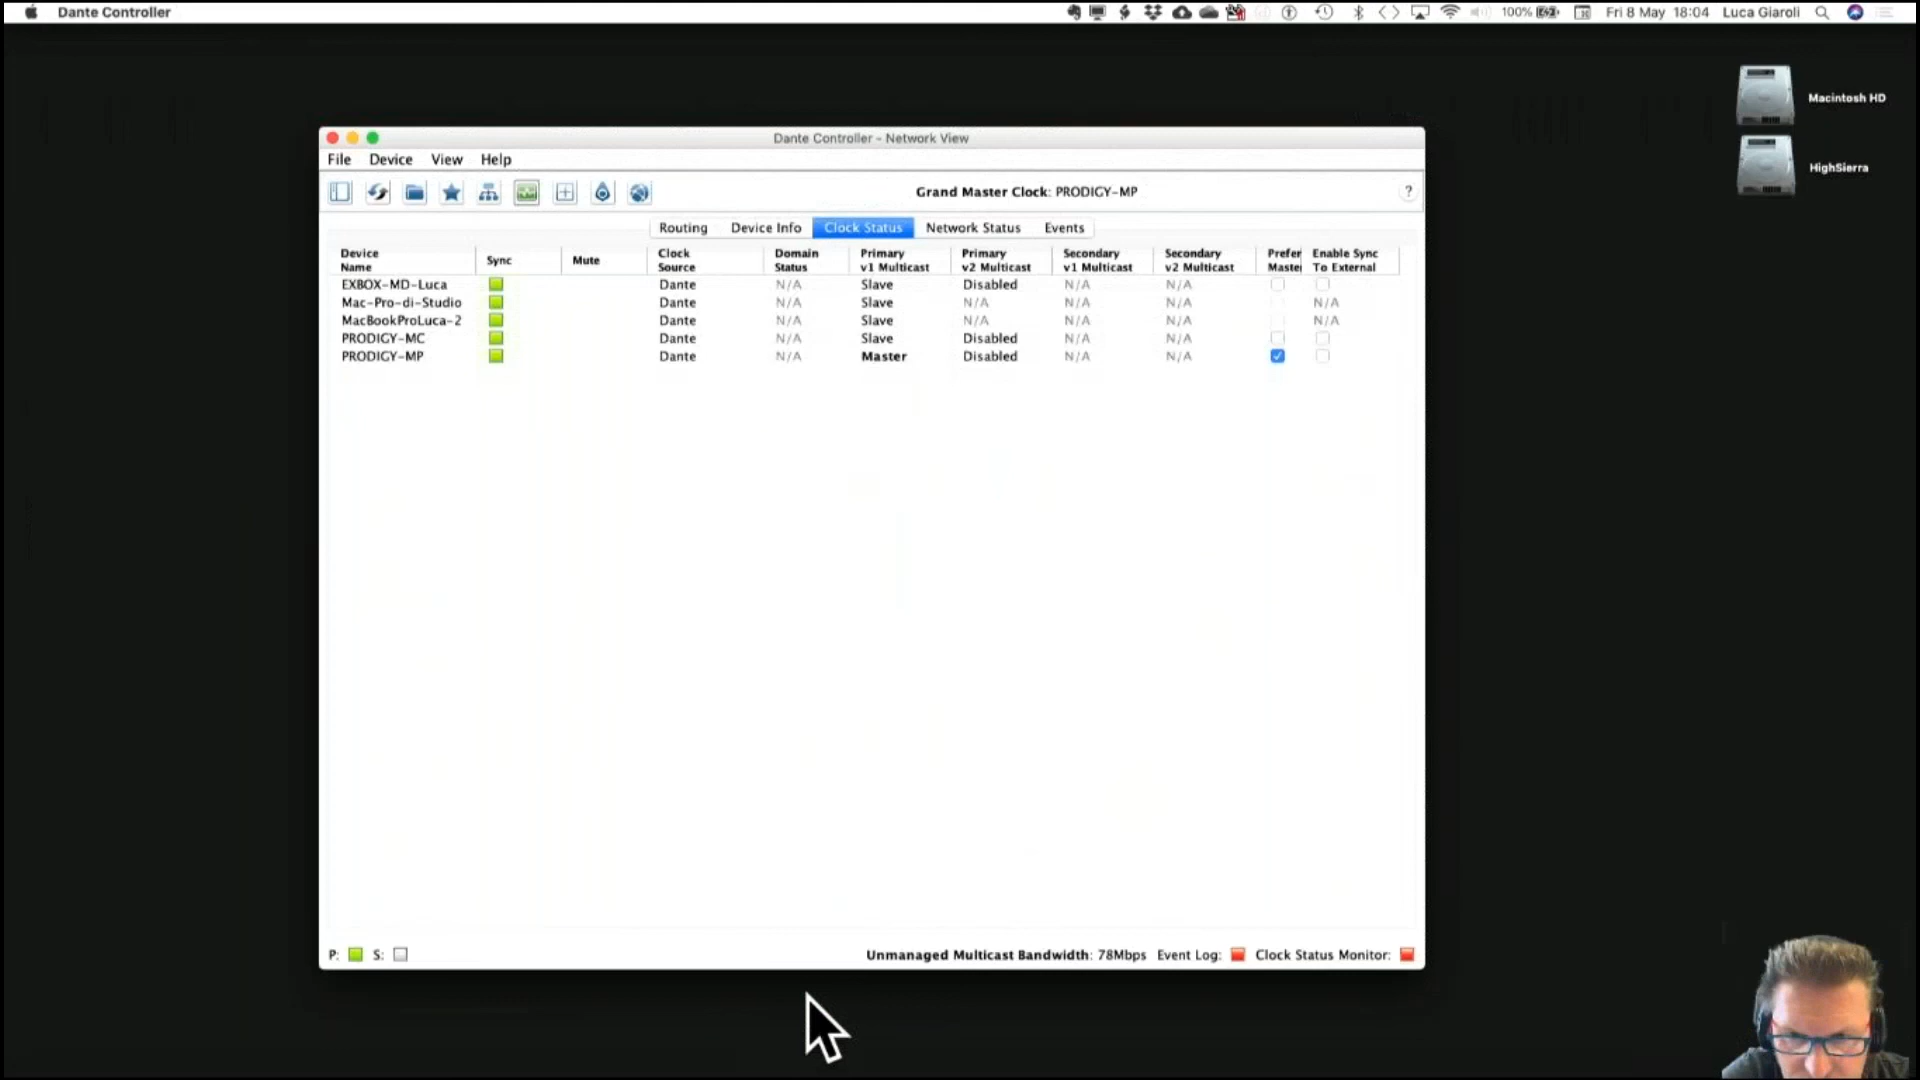 Dante Controller
100%
Fri 8 May 18:04
Luca Giaroli
Macintosh HD
HighSierra
Dante Controller - Network View
File Device View Help
Grand Master Clock: PRODIGY-MP
?
Routing Device Info Clock Status Network Status Events
Device Name Sync Mute Clock Source Domain Status Primary v1 Multicast Primary v2 Multicast Secondary v1 Multicast Secondary v2 Multicast Prefer Master Enable Sync To External
EXBOX-MD-Luca Dante N/A Slave Disabled N/A N/A
Mac-Pro-di-Studio Dante N/A Slave N/A N/A N/A N/A
MacBookProLuca-2 Dante N/A Slave N/A N/A N/A N/A
PRODIGY-MC Dante N/A Slave Disabled N/A N/A
PRODIGY-MP Dante N/A Master Disabled N/A N/A
P: S: Unmanaged Multicast Bandwidth: 78Mbps Event Log: Clock Status Monitor: